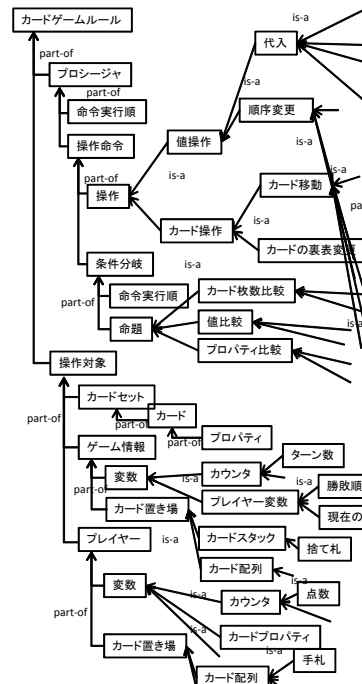 カードゲームルール
is-a
代入
part-of
プロシージャ
is-a
part-of
命令実行順
順序変更
操作命令
値操作
part-of
操作
is-a
カード移動
カード操作
is-a
カードの裏表変更
条件分岐
is-a
part-of
命令実行順
カード枚数比較
命題
値比較
is-a
プロパティ比較
操作対象
カードセット
カード
part-of
part-of
part-of
プロパティ
ゲーム情報
ターン数
is-a
カウンタ
変数
is-a
part-of
プレイヤー変数
カード置き場
カードスタック
プレイヤー
is-a
捨て札
カード配列
is-a
変数
点数
is-a
カウンタ
part-of
is-a
カードプロパティ
カード置き場
is-a
手札
カード配列